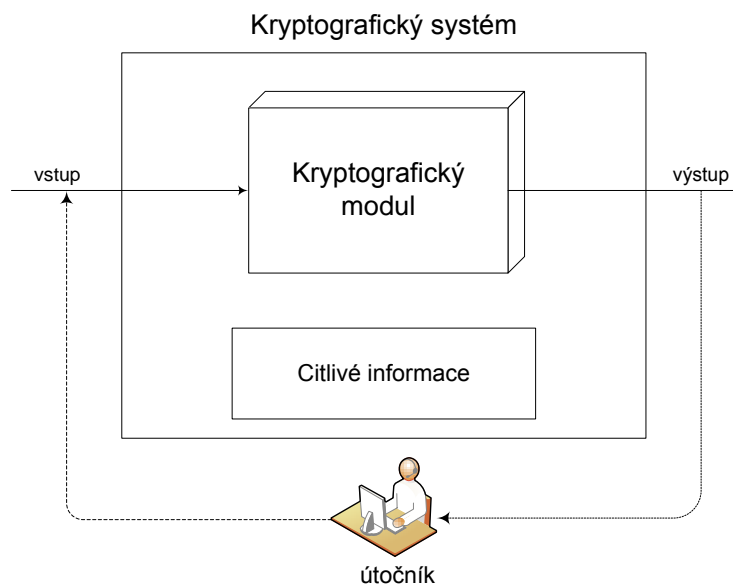 Kryptografický systém
vstup
Kryptografický
modul
výstup
Citlivé informace
útočník